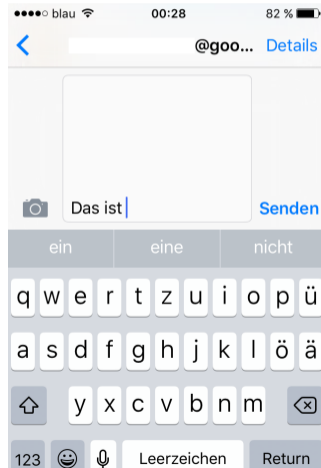 blau 00:28 82 %
@goo... Details
Das ist
Senden
ein eine nicht
q w e r t z u i o p ü
a s d f g h j k l ö ä
y x c v b n m
123 Leerzeichen Return